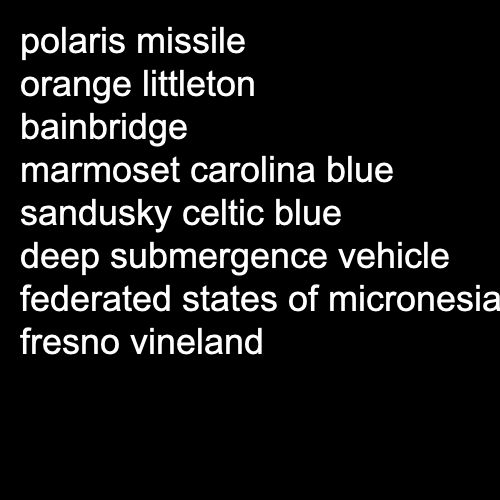 polaris missile
orange littleton
bainbridge
marmoset carolina blue
sandusky celtic blue
deep submergence vehicle
federated states of micronesia
fresno vineland